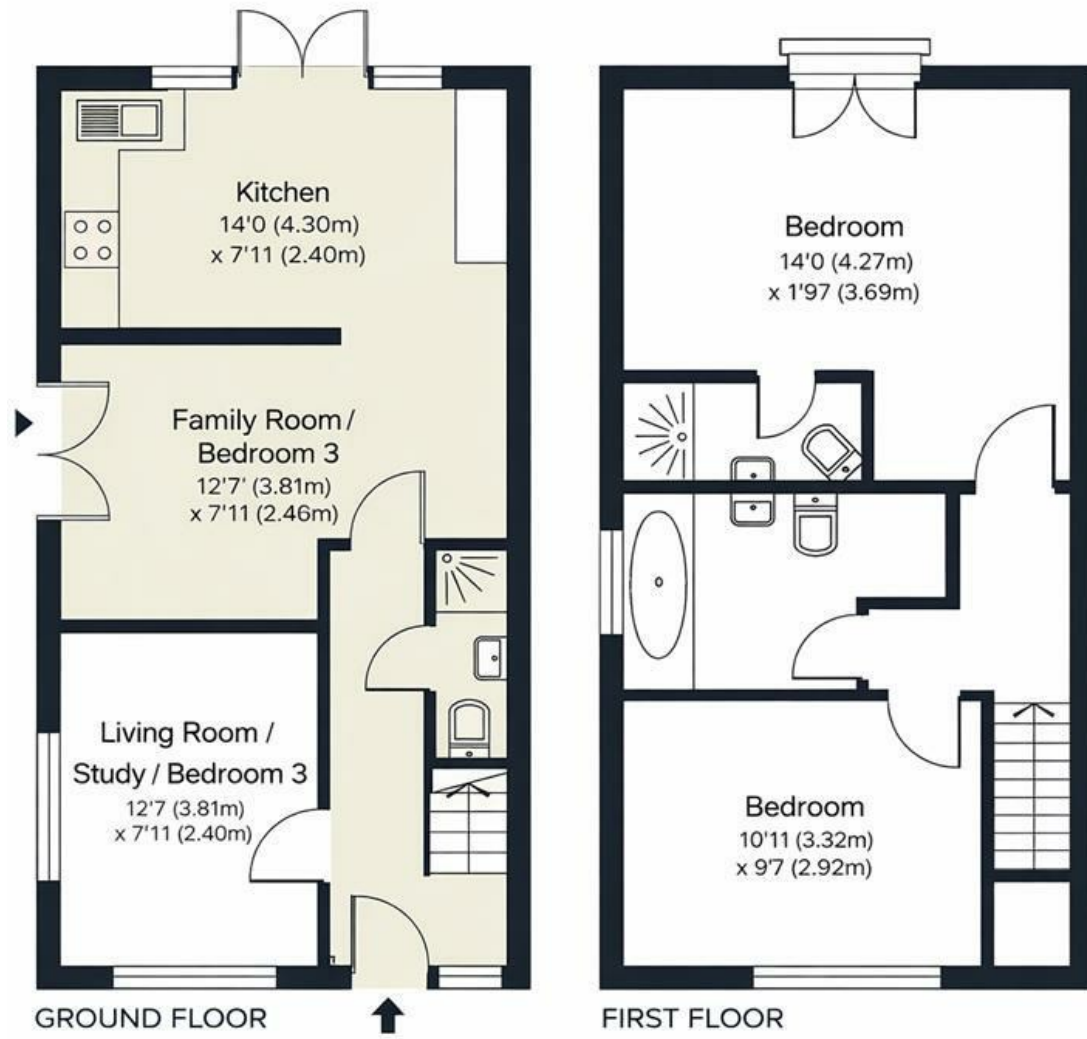 Kitchen
14'0 (4.30m)
x 7'11 (2.40m)
Family Room /
Bedroom 3
12'7' (3.81m)
x 7'11 (2.46m)
Living Room /
Study / Bedroom 3
12'7 (3.81m)
x 7'11 (2.40m)
GROUND FLOOR
Bedroom
14'0 (4.27m)
x 1'97 (3.69m)
Bedroom
10'11 (3.32m)
x 9'7 (2.92m)
FIRST FLOOR